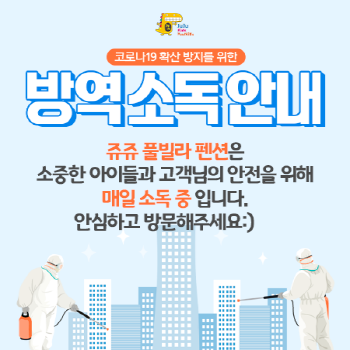 JuJu
코로나19 확산 방지를 위한
방역 소독 안내
쥬쥬 풀빌라 펜션은
소중한 아이들과 고객님의 안전을 위해
매일 소독 중 입니다.
안심하고 방문해주세요:)